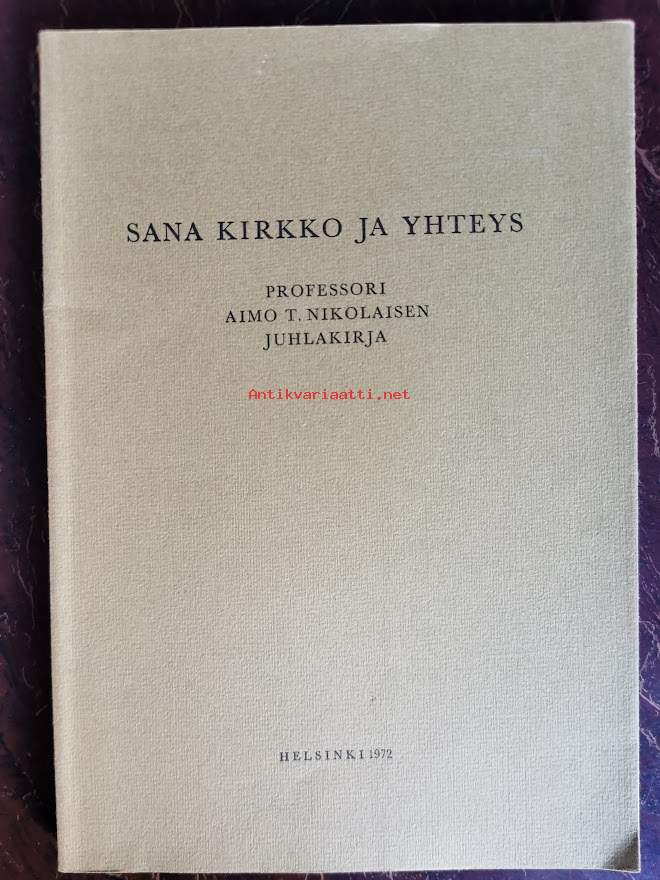 SANA KIRKKO JA YHTEYS
PROFESSORI
AIMO T. NIKOLAISEN
JUHLAKIRJA
Antikvariaatti.net
HELSINKI 1972